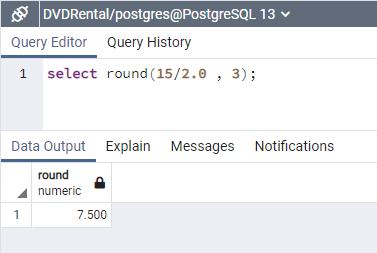 DVDRental/postgres@PostgreSQL 13
Query Editor Query History
1 select round(15/2.0 , 3);
Data Output Explain Messages Notifications
round
numeric
1 7.500